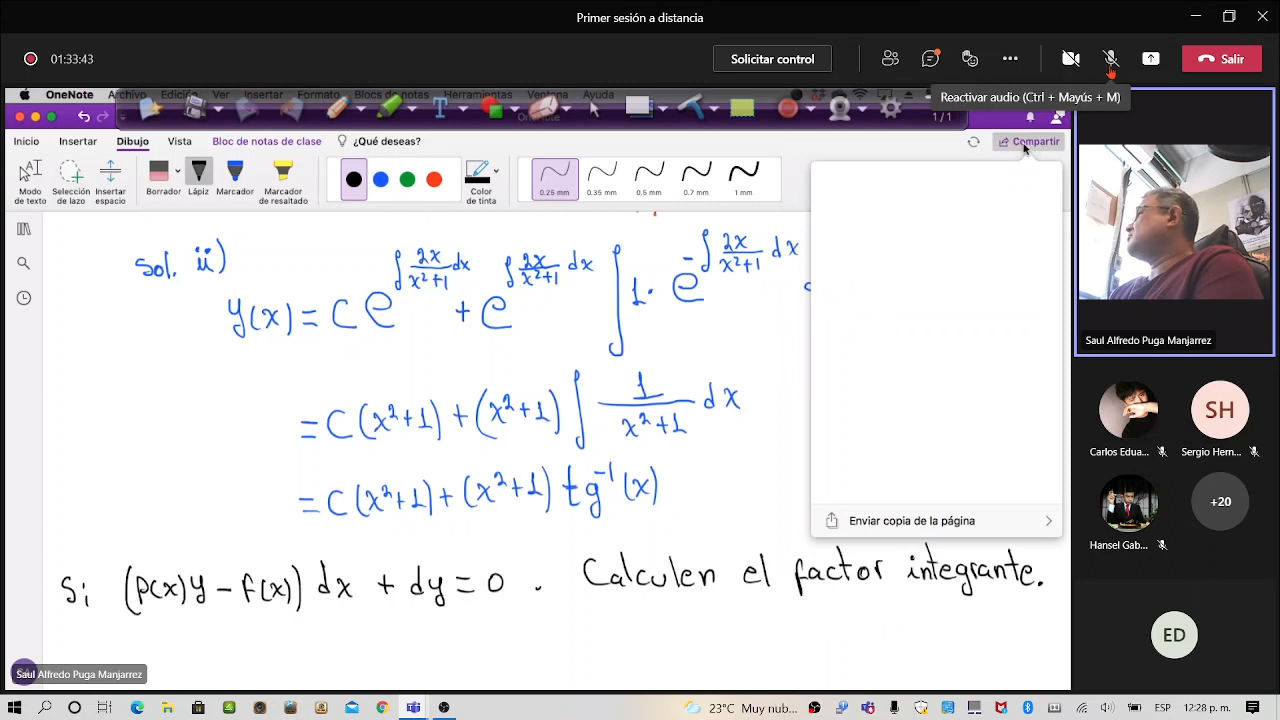 Primer sesión a distancia
01:33:43
Solicitar control
Salir
Reactivar audio (Ctrl + Mayús + M)
OneNote Archivo Edición Ver Insertar Formato Notebooks Herramientas Ventana Ayuda
OneNote
1/1
Inicio Insertar Dibujo Vista Bloc de notas de clase ¿Qué deseas?
Compartir
Modo de texto
Selección de lazo
Insertar espacio
Borrador
Lápiz
Marcador
Marcador de resaltado
Color de tinta
0.25 mm 0.35 mm 0.5 mm 0.7 mm 1 mm
Sol. ii)
y(x) = C e^{∫ 2x/(x²+1) dx} + e^{∫ 2x/(x²+1) dx} ∫ 1· e^{-∫ 2x/(x²+1) dx}
= C (x²+1) + (x²+1) ∫ 1/(x²+1) dx
= C (x²+1) + (x²+1) tg⁻¹(x)
Si (p(x)y - f(x)) dx + dy = 0 . Calculen el factor integrante.
Enviar copia de la página
Saul Alfredo Puga Manjarrez
Carlos Edua...
SH
Sergio Hern...
Hansel Gab...
+20
ED
Saul Alfredo Puga Manjarrez
23°C Muy nub...
ESP
12:28 p.m.